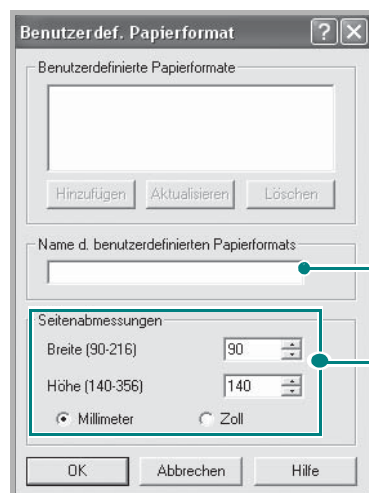 Benutzerdef. Papierformat
Benutzerdefinierte Papierformate
Hinzufügen Aktualisieren Löschen
Name d. benutzerdefinierten Papierformats
Seitenabmessungen
Breite (90-216) 90
Höhe (140-356) 140
Millimeter Zoll
OK Abbrechen Hilfe